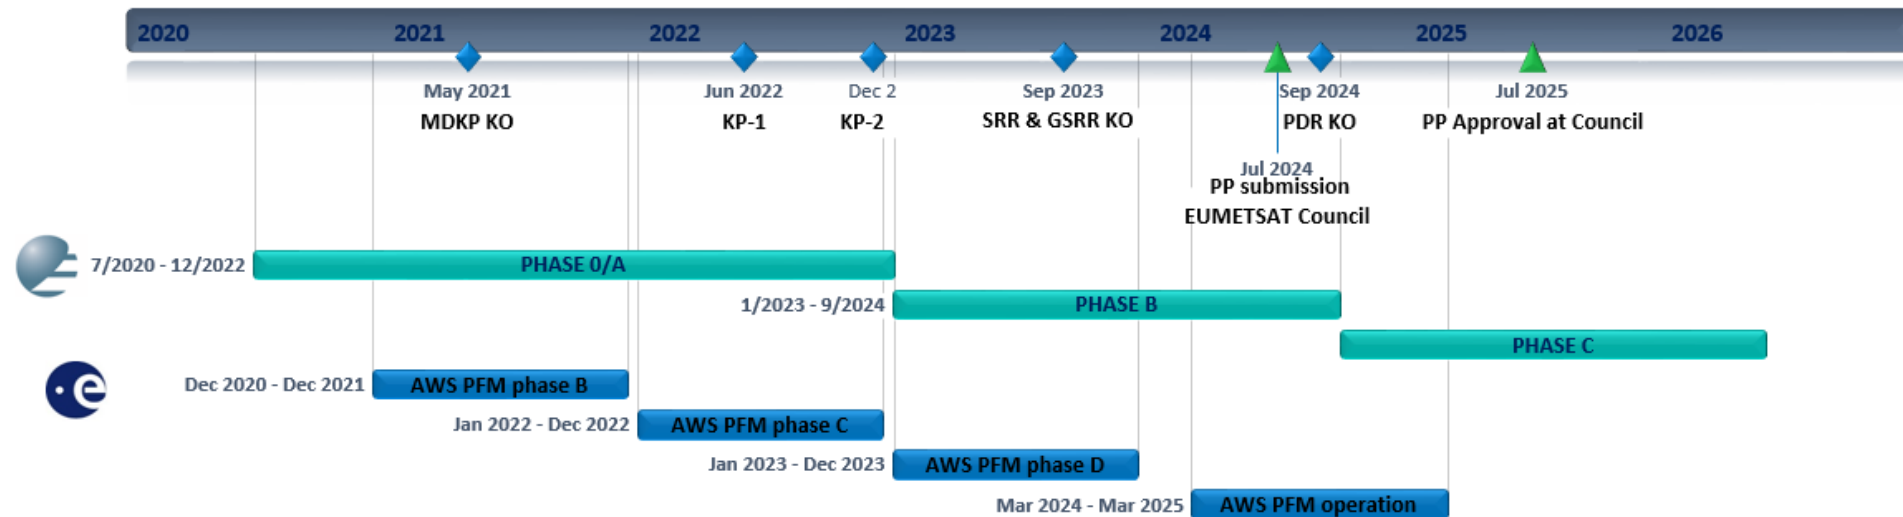 2020 2021 2022 2023 2024 2025 2026
May 2021 Jun 2022 Dec 2 Sep 2023 Sep 2024 Jul 2025
MDKP KO KP-1 KP-2 SRR & GSRR KO PDR KO PP Approval at Council
Jul 2024
PP submission
EUMETSAT Council
7/2020 - 12/2022 PHASE 0/A
1/2023 - 9/2024 PHASE B
PHASE C
e
Dec 2020 - Dec 2021 AWS PFM phase B
Jan 2022 - Dec 2022 AWS PFM phase C
Jan 2023 - Dec 2023 AWS PFM phase D
Mar 2024 - Mar 2025 AWS PFM operation